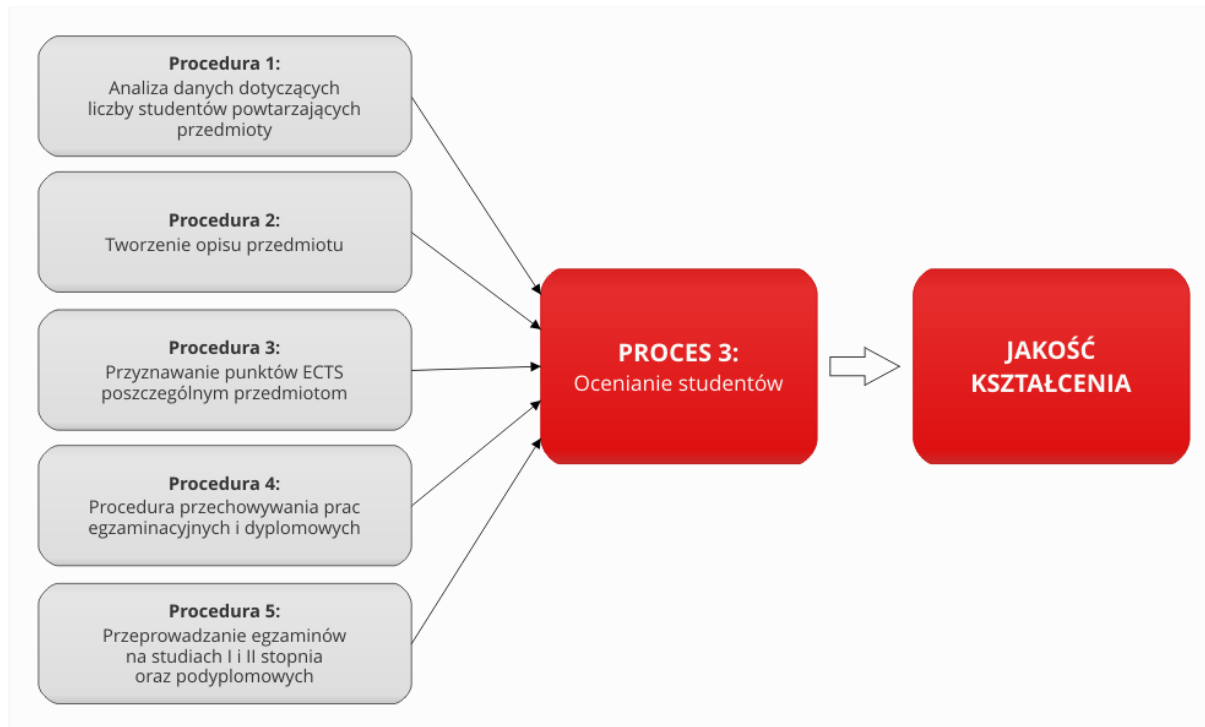 Procedura 1:
Analiza danych dotyczących
liczby studentów powtarzających
przedmioty
Procedura 2:
Tworzenie opisu przedmiotu
Procedura 3:
Przyznawanie punktów ECTS
poszczególnym przedmiotom
Procedura 4:
Procedura przechowywania prac
egzaminacyjnych i dyplomowych
Procedura 5:
Przeprowadzanie egzaminów
na studiach I i II stopnia
oraz podyplomowych
PROCES 3:
Ocenianie studentów
JAKOŚĆ
KSZTAŁCENIA